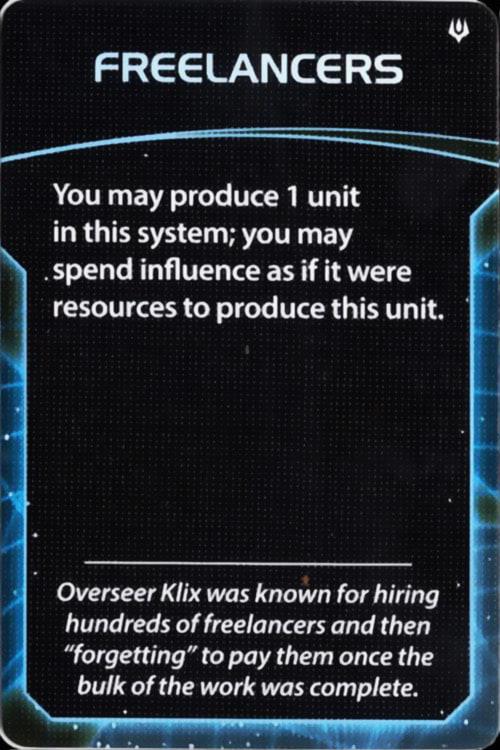 FREELANCERS
You may produce 1 unit
in this system; you may
spend influence as if it were
resources to produce this unit.
Overseer Klix was known for hiring
hundreds of freelancers and then
“forgetting” to pay them once the
bulk of the work was complete.